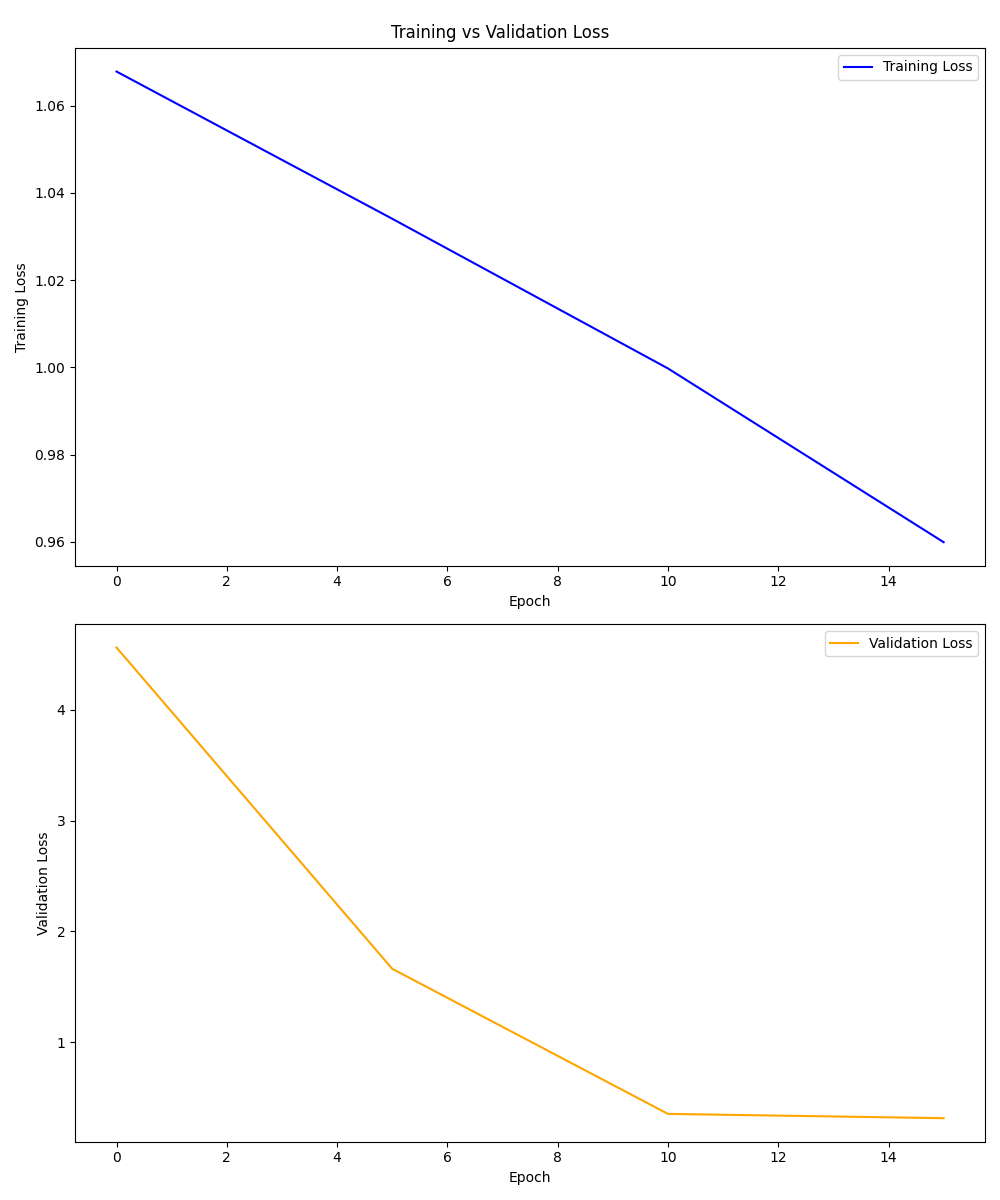 Training vs Validation Loss
Training Loss
1.06
1.04
1.02
1.00
0.98
0.96
Training Loss
0 2 4 6 8 10 12 14
Epoch
Validation Loss
4
3
2
1
Validation Loss
0 2 4 6 8 10 12 14
Epoch